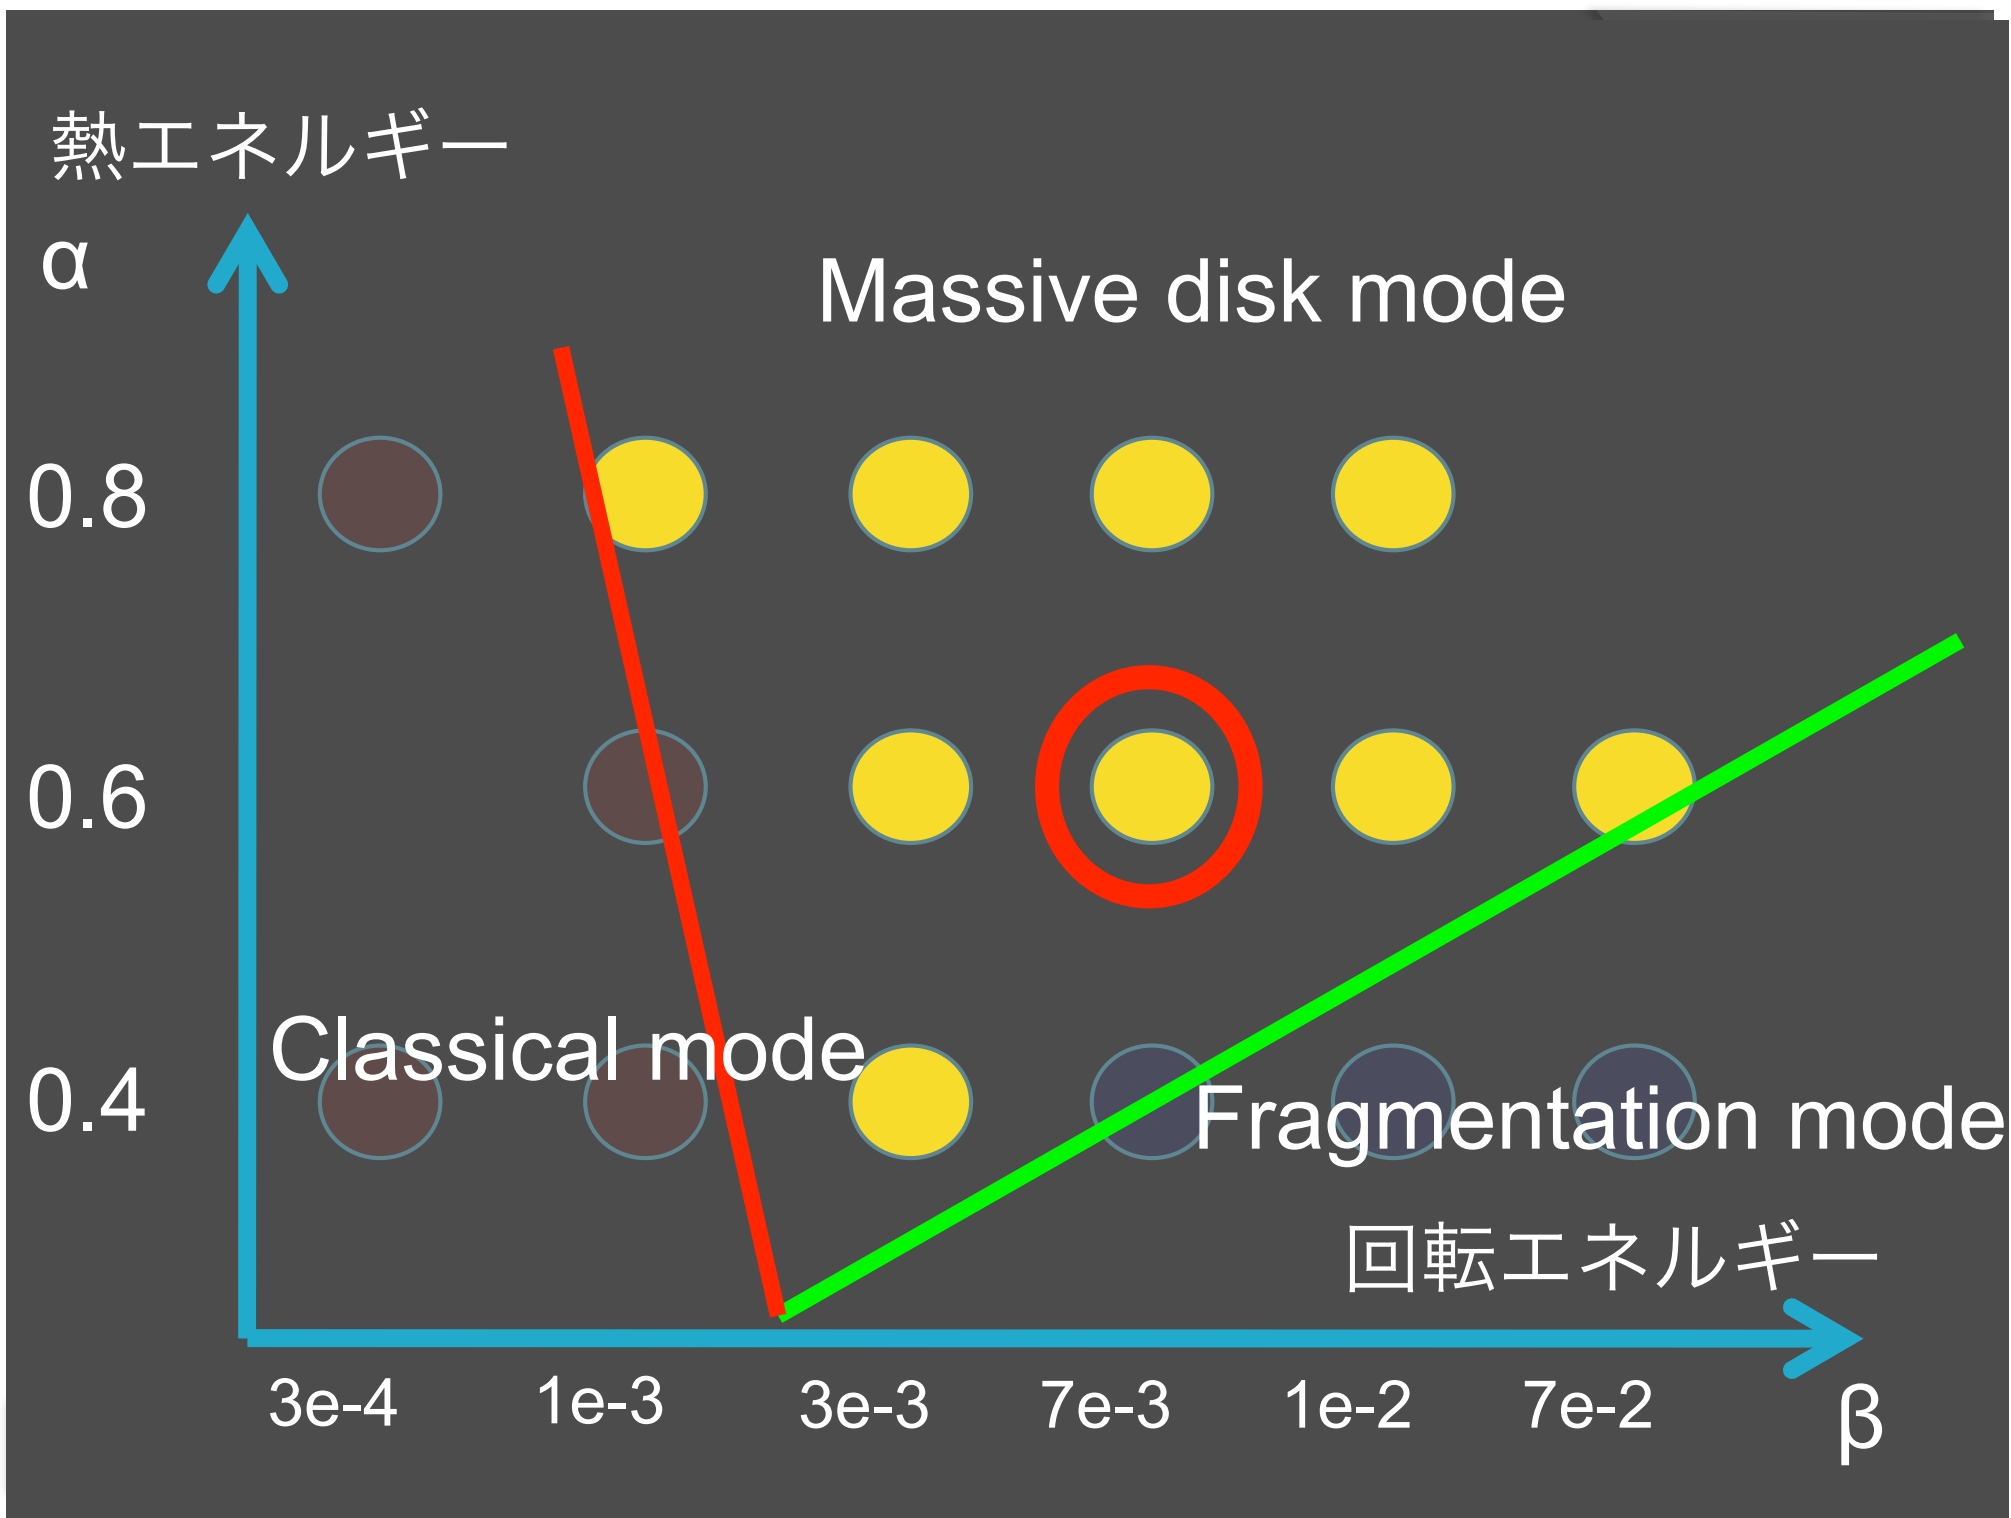 熱エネルギー
α
Massive disk mode
0.8
0.6
Classical mode
0.4
Fragmentation mode
回転エネルギー
3e-4 1e-3 3e-3 7e-3 1e-2 7e-2 β